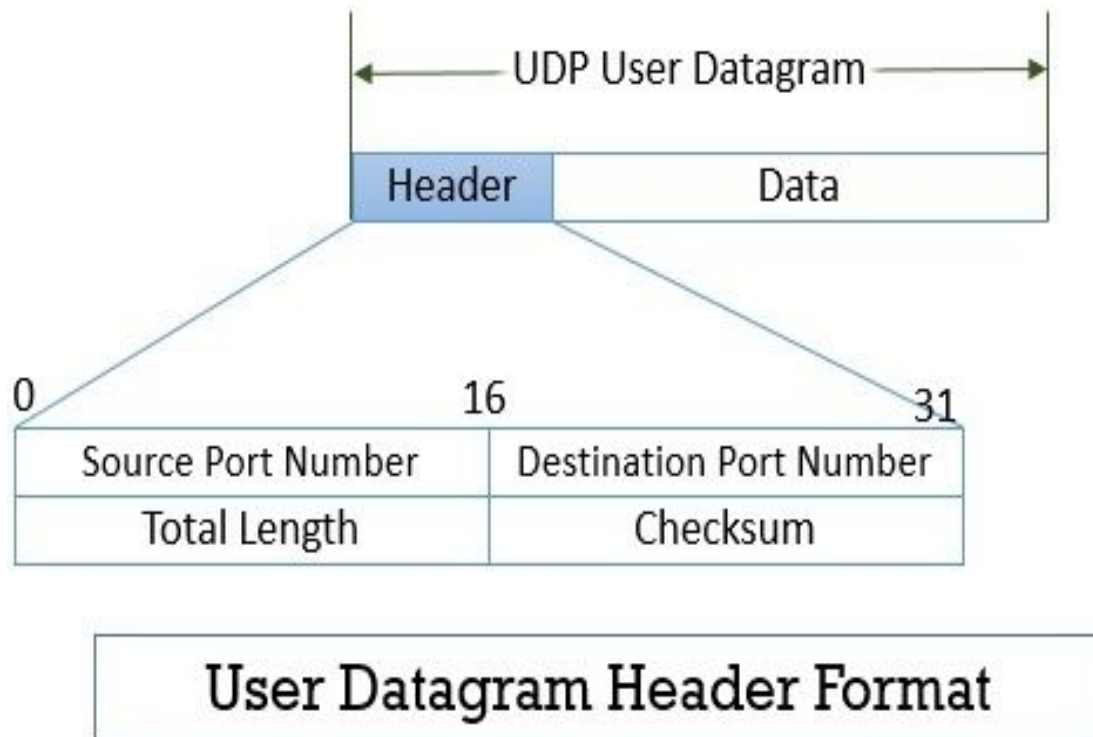 UDP User Datagram
Header Data
0 16 31
Source Port Number Destination Port Number
Total Length Checksum
User Datagram Header Format